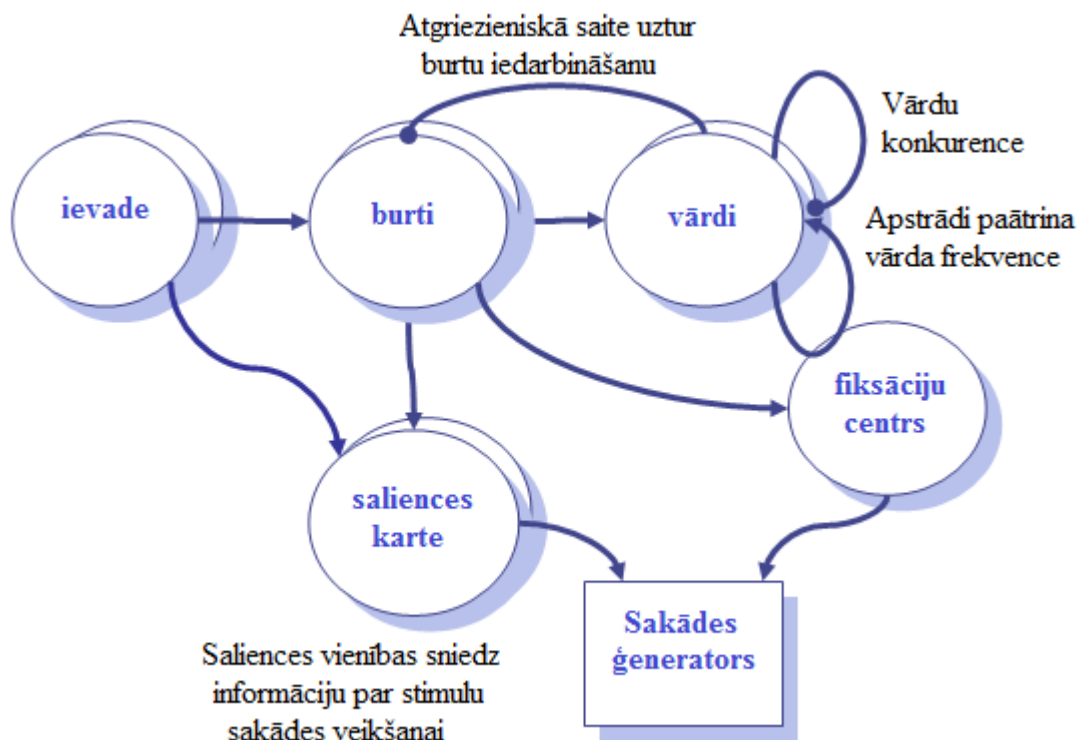 Atgriezieniskā saite uztur
burtu iedarbināšanu
Vārdu
konkurence
ievade
burti
vārdi
Apstrādi paātrina
vārda frekvence
fiksāciju
centrs
saliences
karte
Sakādes
ģenerators
Saliences vienības sniedz
informāciju par stimulu
sakādes veikšanai